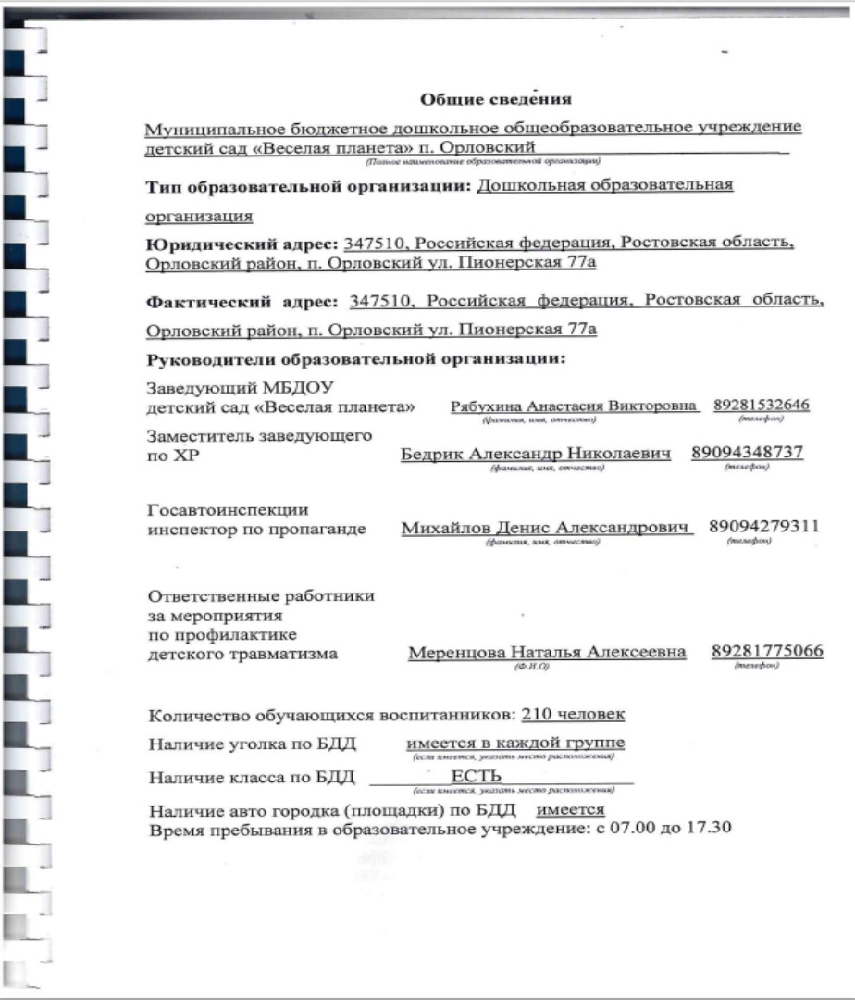 Общие сведения
Муниципальное бюджетное дошкольное общеобразовательное учреждение
детский сад «Веселая планета» п. Орловский
(Полное наименование образовательной организации)
Тип образовательной организации: Дошкольная образовательная
организация
Юридический адрес: 347510, Российская федерация, Ростовская область,
Орловский район, п. Орловский ул. Пионерская 77а
Фактический адрес: 347510, Российская федерация, Ростовская область,
Орловский район, п. Орловский ул. Пионерская 77а
Руководители образовательной организации:
Заведующий МБДОУ
детский сад «Веселая планета» Рябухина Анастасия Викторовна 89281532646
(фамилия, имя, отчество) (телефон)
Заместитель заведующего
по ХР Бедрик Александр Николаевич 89094348737
(фамилия, имя, отчество) (телефон)
Госавтоинспекции
инспектор по пропаганде Михайлов Денис Александрович 89094279311
(фамилия, имя, отчество) (телефон)
Ответственные работники
за мероприятия
по профилактике
детского травматизма Меренцова Наталья Алексеевна 89281775066
(Ф.И.О) (телефон)
Количество обучающихся воспитанников: 210 человек
Наличие уголка по БДД имеется в каждой группе
(если имеется, указать место расположения)
Наличие класса по БДД ЕСТЬ
(если имеется, указать место расположения)
Наличие авто городка (площадки) по БДД имеется
Время пребывания в образовательное учреждение: с 07.00 до 17.30